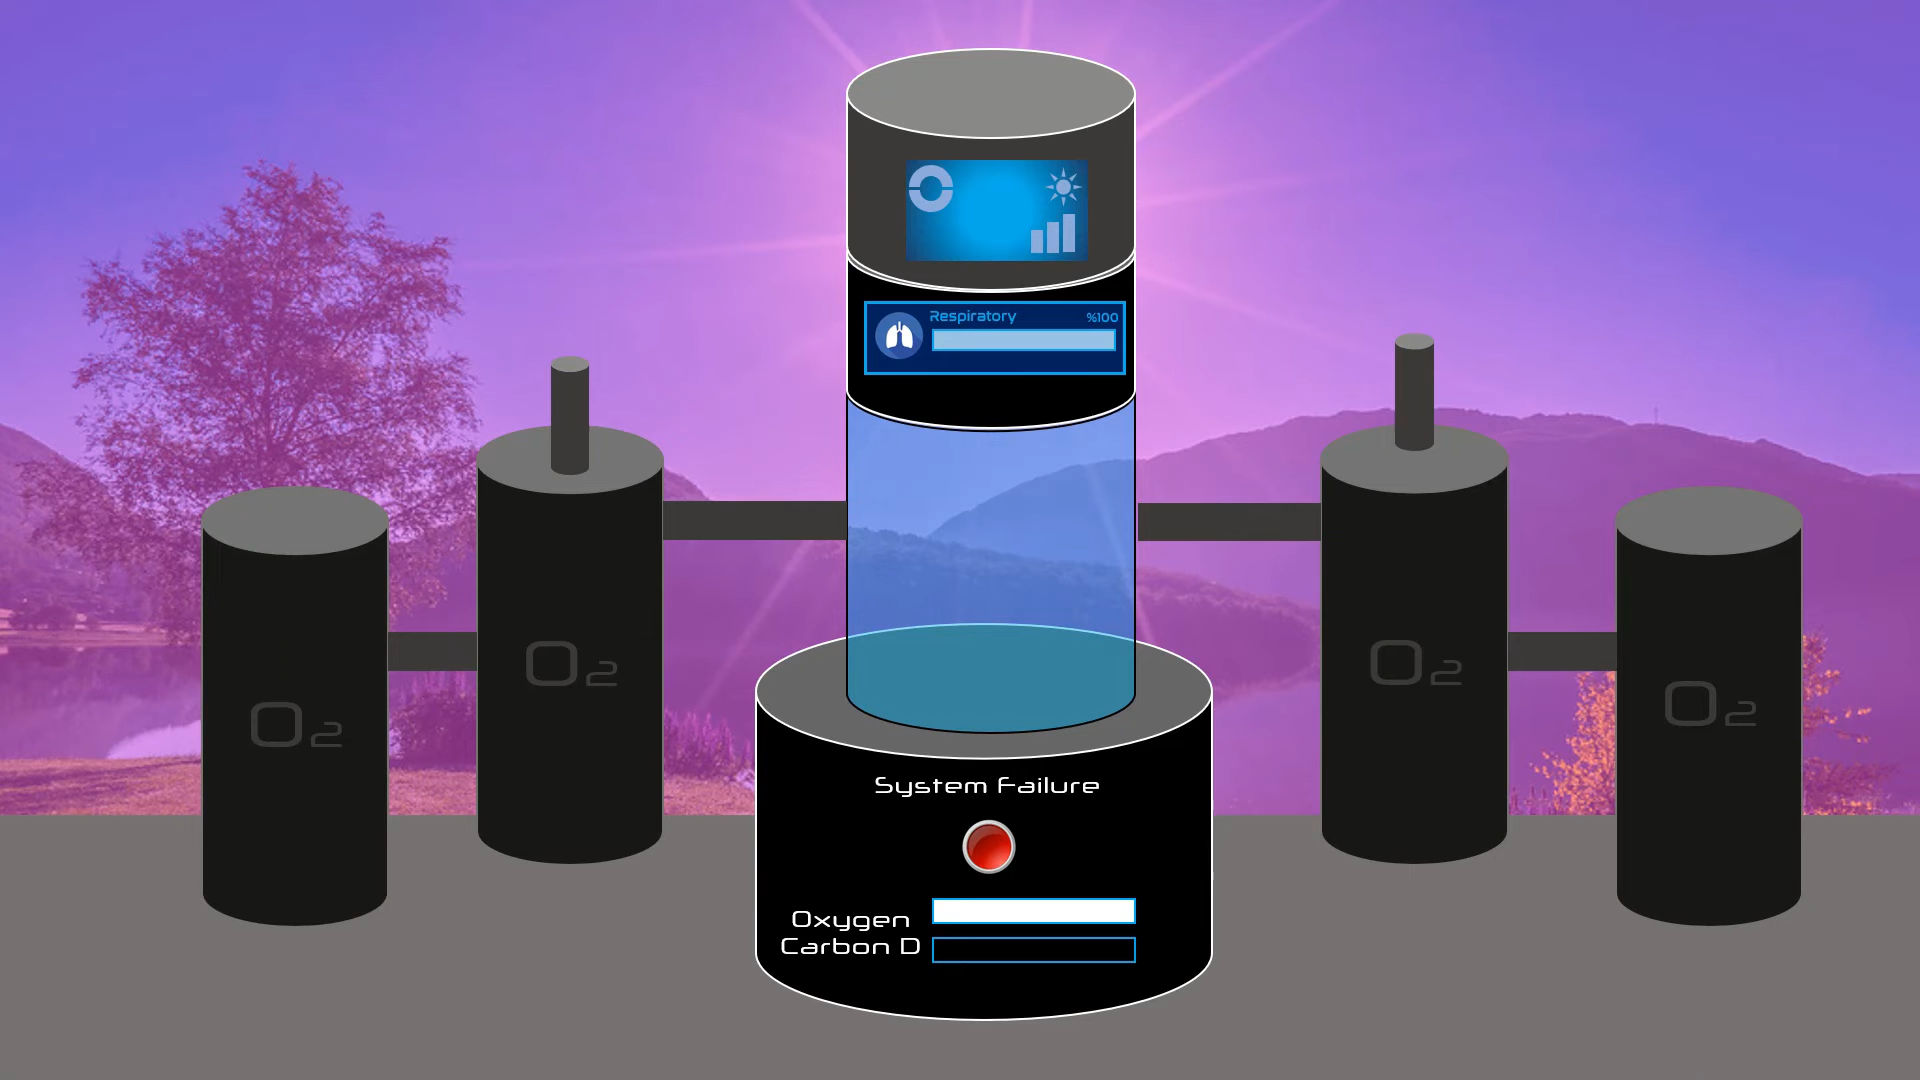 Respiratory %100
O2
O2
O2
O2
System Failure
Oxygen
Carbon D